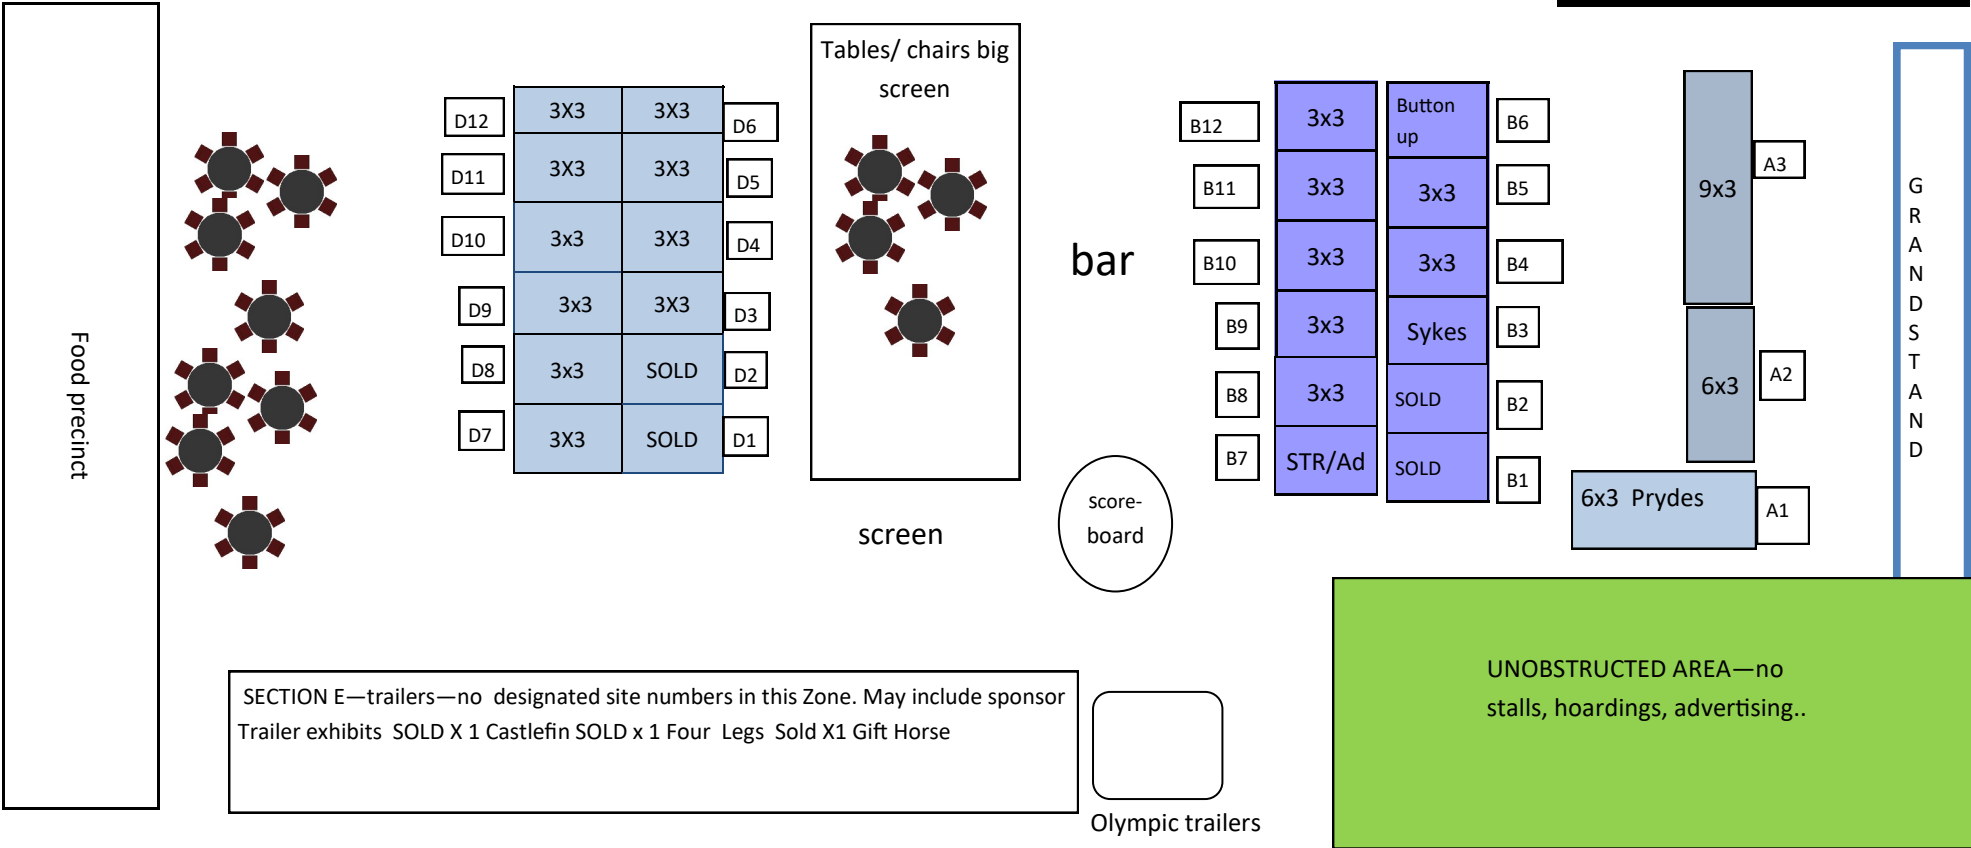 Food precinct
D12
D11
D10
D9
D8
D7
3X3 3X3
3X3 3X3
3x3 3X3
3x3 3X3
3x3 SOLD
3X3 SOLD
D6
D5
D4
D3
D2
D1
Tables/ chairs big
screen
screen
bar
score-
board
B12
B11
B10
B9
B8
B7
3x3
3x3
3x3
3x3
3x3
STR/Ad
Button
up
3x3
3x3
Sykes
SOLD
SOLD
B6
B5
B4
B3
B2
B1
9x3
A3
6x3
A2
6x3 Prydes
A1
GRANDSTAND
SECTION E—trailers—no designated site numbers in this Zone. May include sponsor
Trailer exhibits SOLD X 1 Castlefin SOLD x 1 Four Legs Sold X1 Gift Horse
Olympic trailers
UNOBSTRUCTED AREA—no
stalls, hoardings, advertising..